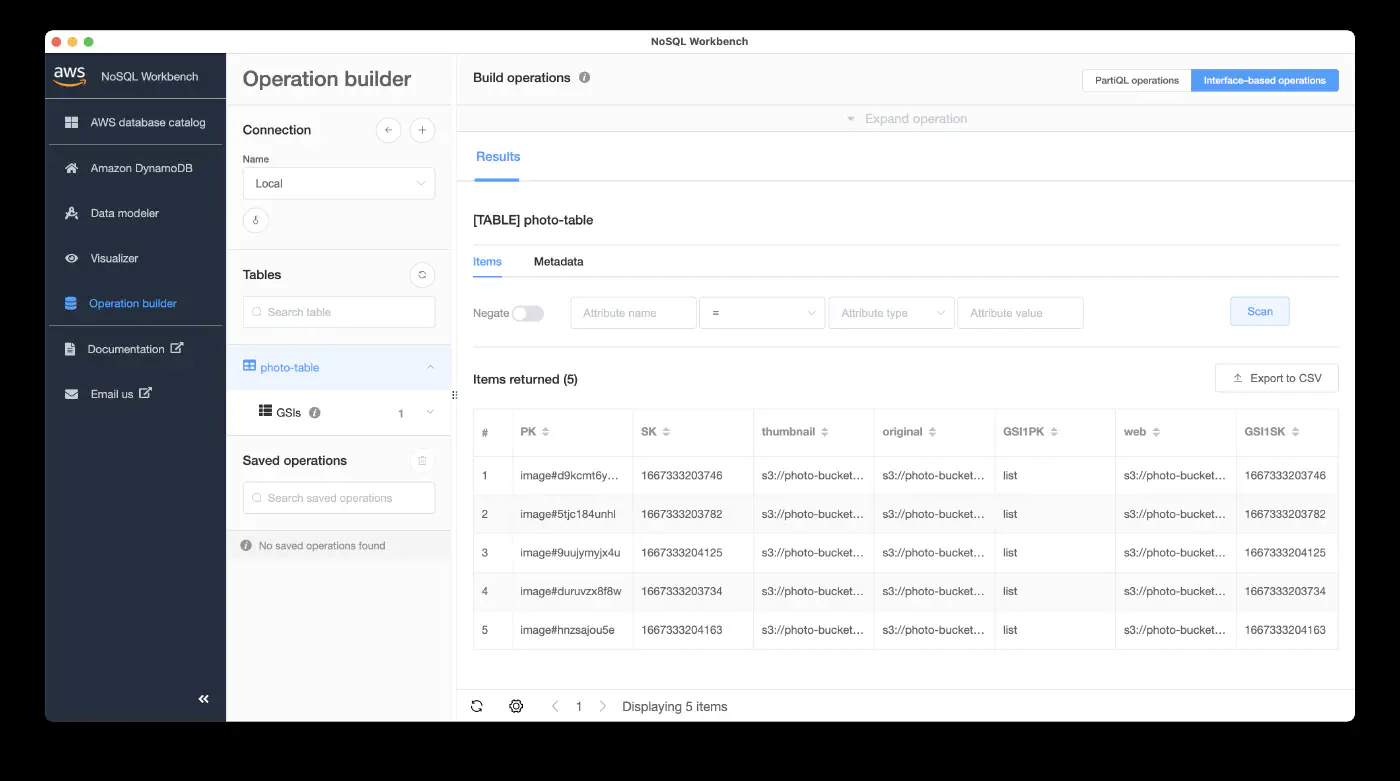 NoSQL Workbench
aws NoSQL Workbench
AWS database catalog
Amazon DynamoDB
Data modeler
Visualizer
Operation builder
Documentation
Email us
Operation builder
Connection
Name
Local
Tables
Search table
photo-table
GSIs 1
Saved operations
Search saved operations
No saved operations found
Build operations
PartiQL operations Interface-based operations
Expand operation
Results
[TABLE] photo-table
Items Metadata
Negate Attribute name = Attribute type Attribute value Scan
Items returned (5) Export to CSV
# PK SK thumbnail original GSI1PK web GSI1SK
1 image#d9kcmt6y... 1667333203746 s3://photo-bucket... s3://photo-bucket... list s3://photo-bucket... 1667333203746
2 image#5tjc184unhl 1667333203782 s3://photo-bucket... s3://photo-bucket... list s3://photo-bucket... 1667333203782
3 image#9uujymyjx4u 1667333204125 s3://photo-bucket... s3://photo-bucket... list s3://photo-bucket... 1667333204125
4 image#duruvzx8f8w 1667333203734 s3://photo-bucket... s3://photo-bucket... list s3://photo-bucket... 1667333203734
5 image#hnzsajou5e 1667333204163 s3://photo-bucket... s3://photo-bucket... list s3://photo-bucket... 1667333204163
1 Displaying 5 items